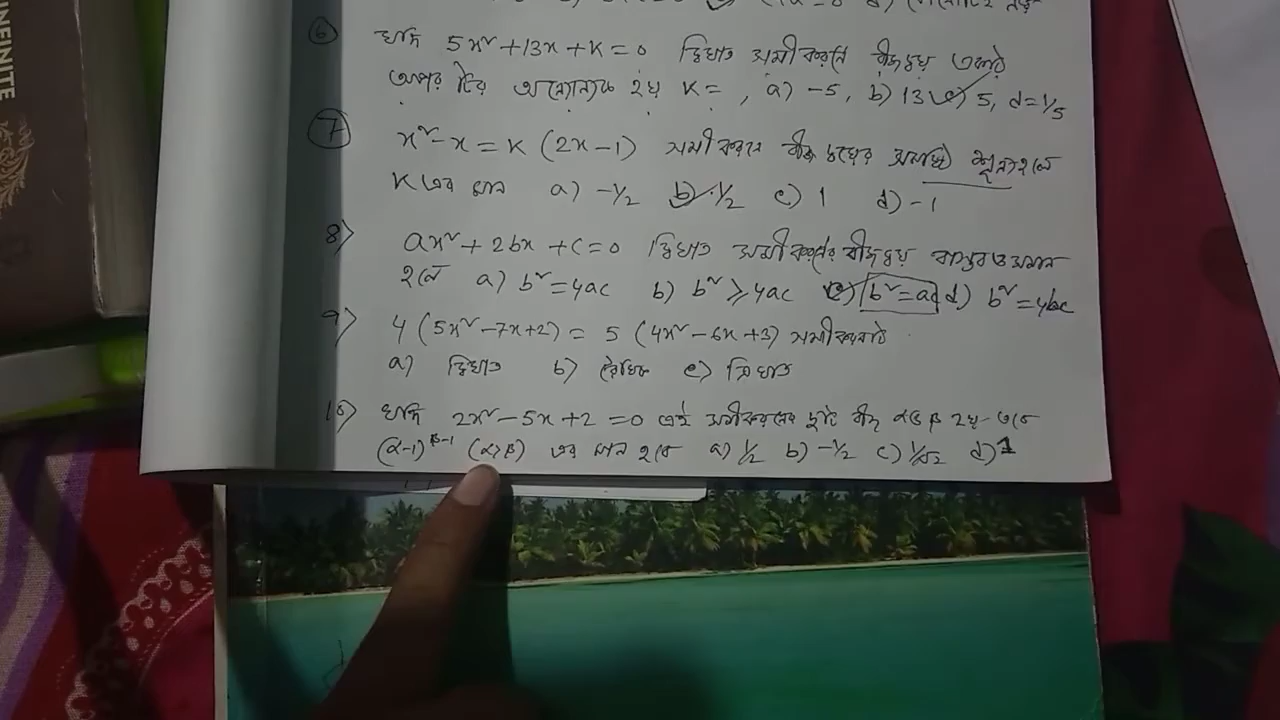 INFINITE
6) যদি 5x² + 13x + K = 0 দ্বিঘাত সমীকরণে বীজদ্বয় একটি
অপরটির অন্যোন্যক হয় K = , a) -5, b) 13 c) 5, d = 1/5
7) x² - x = K (2x - 1) সমীকরণে বীজদ্বয়ের সমষ্টি শূন্য হলে
K এর মান a) -1/2 b) 1/2 c) 1 d) -1
8) ax² + 2bx + c = 0 দ্বিঘাত সমীকরণের বীজদ্বয় বাস্তব ও সমান
হলে a) b² = 4ac b) b² ≥ 4ac c) b² = ac d) b² = 4bc
9) 4 (5x² - 7x + 2) = 5 (4x² - 6x + 3) সমীকরণটি
a) দ্বিঘাত b) রৈখিক c) ত্রিঘাত
10) যদি 2x² - 5x + 2 = 0 এই সমীকরণের দুটি বীজ α ও β হয় তবে
(α-1)^β-1 (α>β) এর মান হবে a) 1/2 b) -1/2 c) 1/√2 d) 1